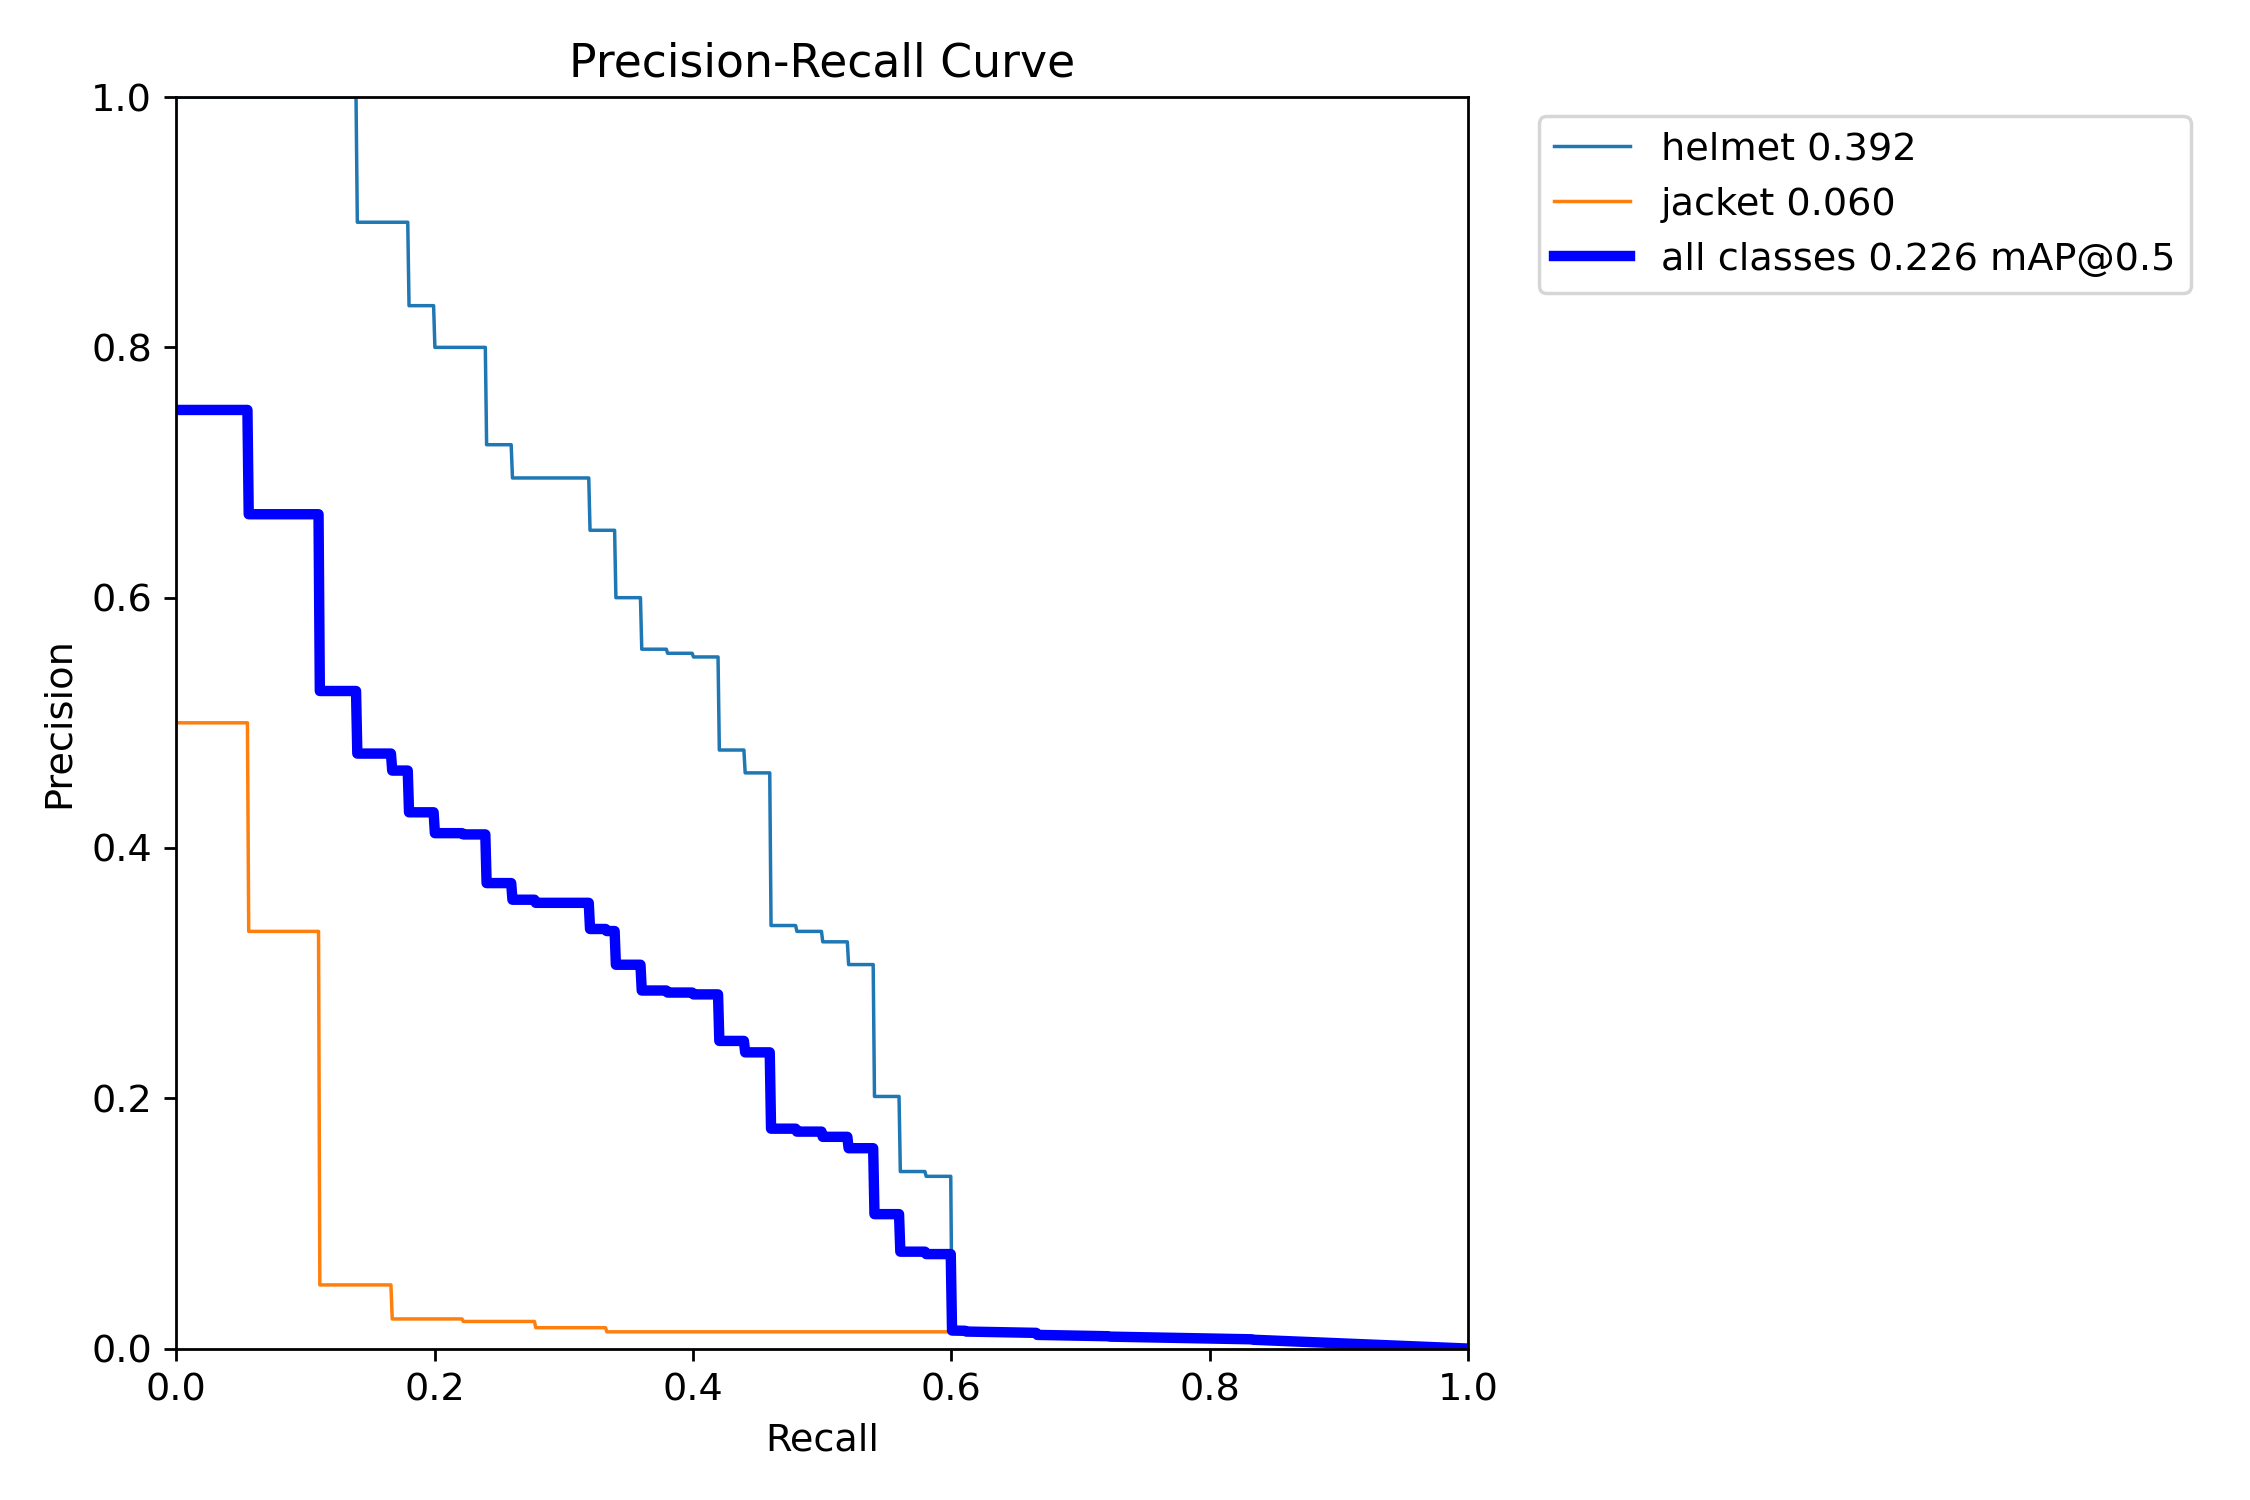 Precision-Recall Curve
1.0
0.8
0.6
0.4
0.2
0.0
Precision
0.0 0.2 0.4 0.6 0.8 1.0
Recall
helmet 0.392
jacket 0.060
all classes 0.226 mAP@0.5